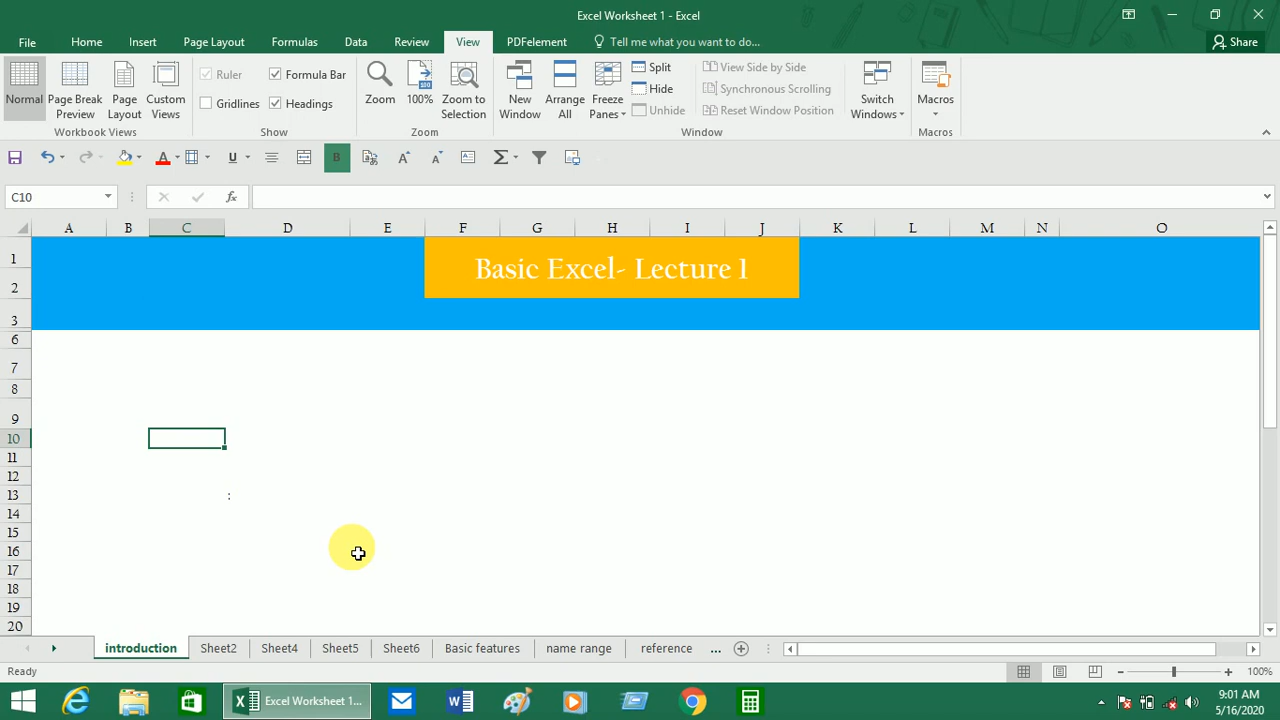 Excel Worksheet 1 - Excel
File Home Insert Page Layout Formulas Data Review View PDFelement Tell me what you want to do... Share
Normal Page Break Preview Page Layout Custom Views
Ruler Formula Bar
Gridlines Headings
Zoom 100% Zoom to Selection
New Window Arrange All Freeze Panes
Split View Side by Side
Hide Synchronous Scrolling
Unhide Reset Window Position
Switch Windows Macros
Workbook Views Show Zoom Window Macros
U B A A Σ
C10 fx
A B C D E F G H I J K L M N O
1
Basic Excel- Lecture 1
2
3
6
7
8
9
10
11
12
13 :
14
15
16
17
18
19
20
introduction Sheet2 Sheet4 Sheet5 Sheet6 Basic features name range reference ...
Ready 100%
Excel Worksheet 1... 9:01 AM
5/16/2020